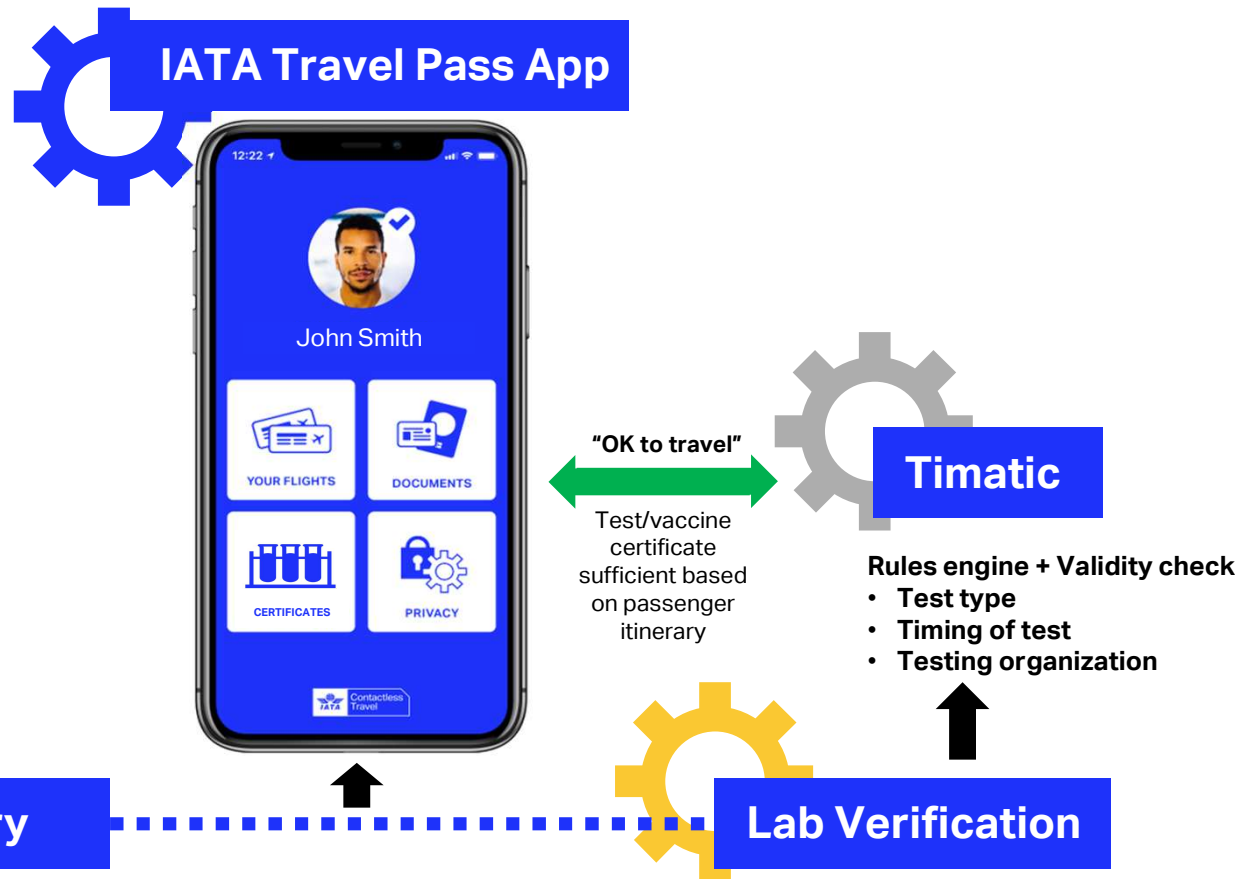 IATA Travel Pass App
12:22
John Smith
YOUR FLIGHTS
DOCUMENTS
CERTIFICATES
PRIVACY
IATA
Contactless
Travel
“OK to travel”
Test/vaccine
certificate
sufficient based
on passenger
itinerary
Timatic
Rules engine + Validity check
• Test type
• Timing of test
• Testing organization
ry
Lab Verification